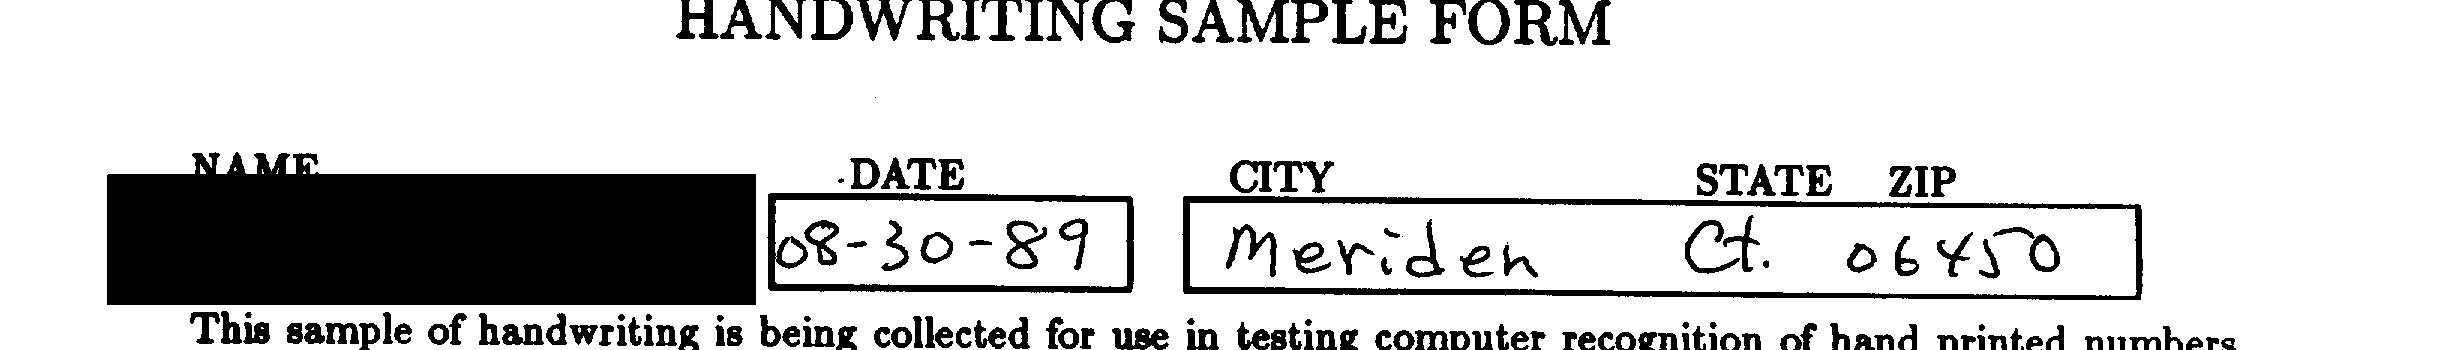 HANDWRITING SAMPLE FORM
NAME DATE CITY STATE ZIP
08-30-89 Meriden Ct. 06450
This sample of handwriting is being collected for use in testing computer recognition of hand printed numbers